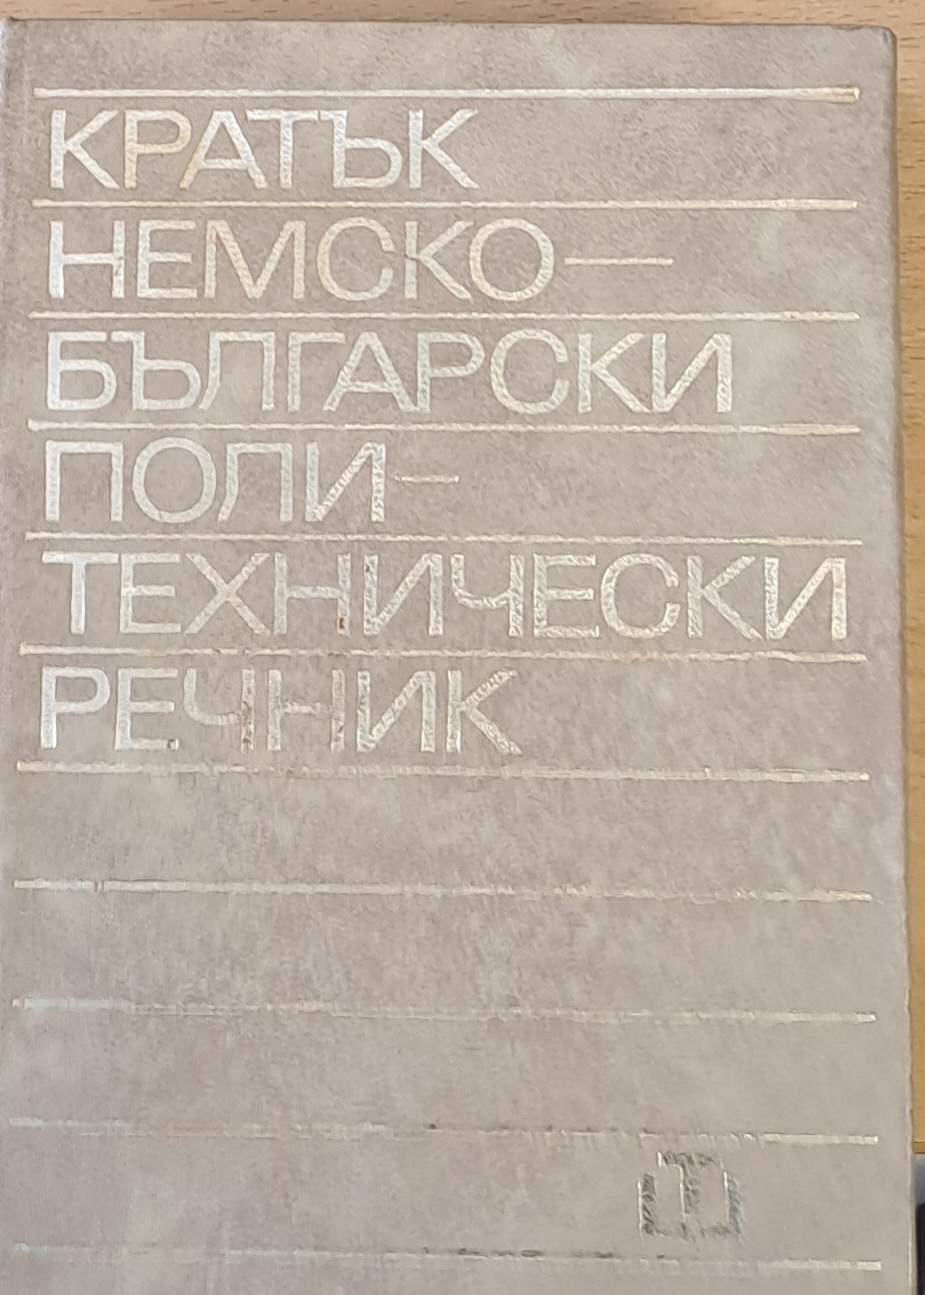 КРАТЪК
НЕМСКО—
БЪЛГАРСКИ
ПОЛИ—
ТЕХНИЧЕСКИ
РЕЧНИК